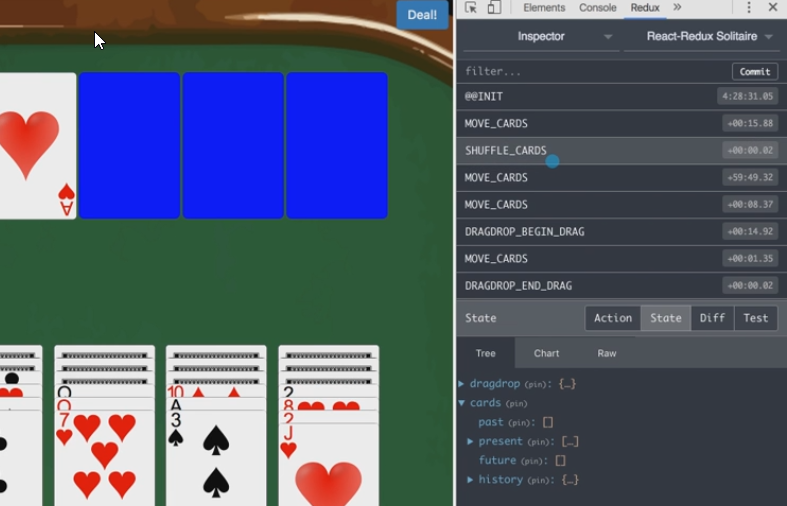 Deal!
A
Q
Q
7
10
A
3
2
8
2
J
Elements Console Redux »
Inspector React-Redux Solitaire
filter... Commit
@@INIT 4:28:31.05
MOVE_CARDS +00:15.88
SHUFFLE_CARDS +00:00.02
MOVE_CARDS +59:49.32
MOVE_CARDS +00:08.37
DRAGDROP_BEGIN_DRAG +00:14.92
MOVE_CARDS +00:01.35
DRAGDROP_END_DRAG +00:00.02
State Action State Diff Test
Tree Chart Raw
dragdrop (pin): {…}
cards (pin)
past (pin): []
present (pin): […]
future (pin): []
history (pin): {…}